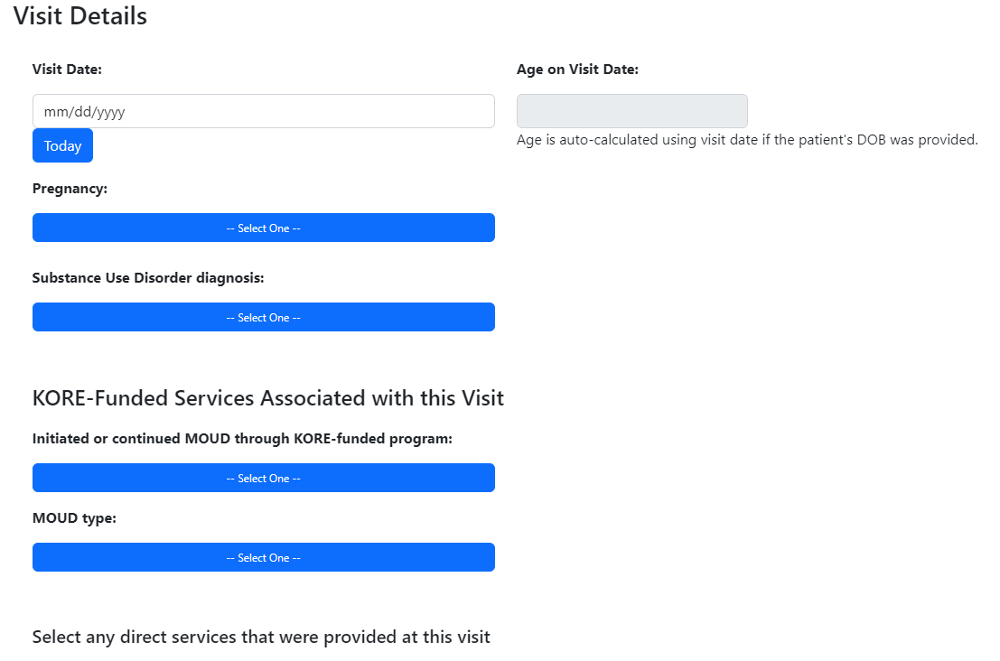 Visit Details
Visit Date:
Age on Visit Date:
mm/dd/yyyy
Today
Age is auto-calculated using visit date if the patient's DOB was provided.
Pregnancy:
-- Select One --
Substance Use Disorder diagnosis:
-- Select One --
KORE-Funded Services Associated with this Visit
Initiated or continued MOUD through KORE-funded program:
-- Select One --
MOUD type:
-- Select One --
Select any direct services that were provided at this visit